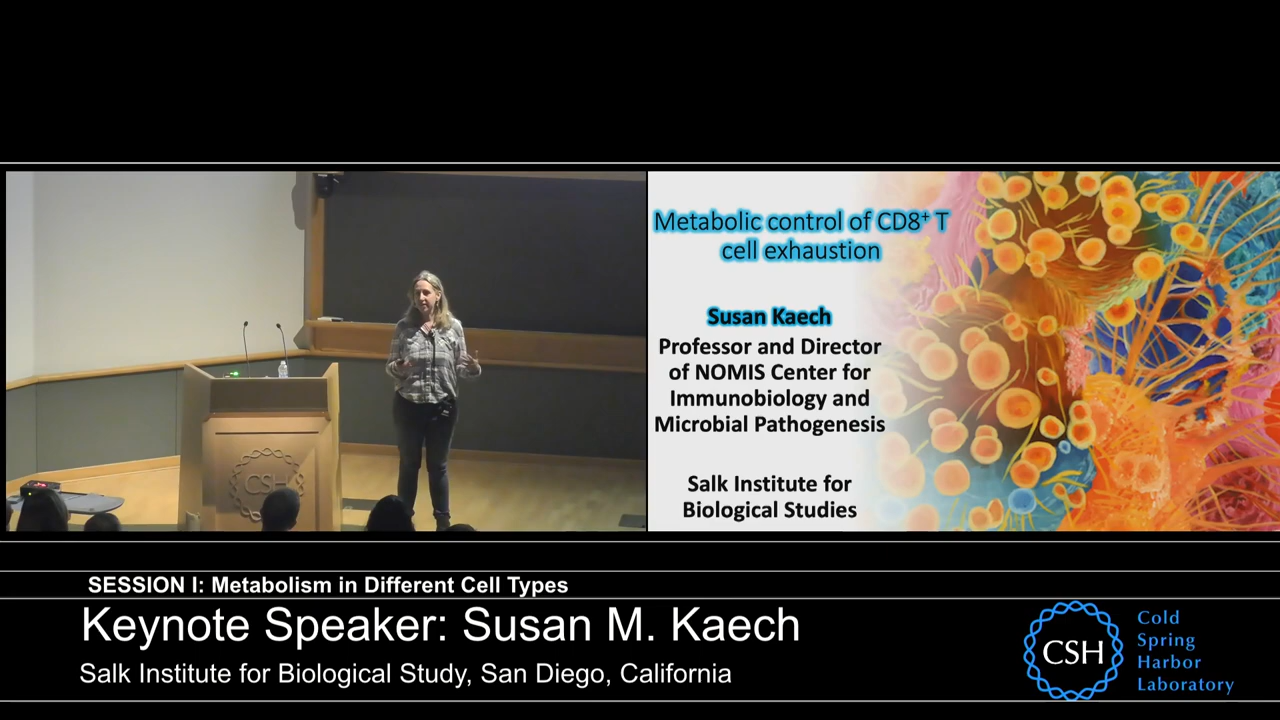 Metabolic control of CD8+ T
cell exhaustion
Susan Kaech
Professor and Director
of NOMIS Center for
Immunobiology and
Microbial Pathogenesis
Salk Institute for
Biological Studies
CSH
SESSION I: Metabolism in Different Cell Types
Keynote Speaker: Susan M. Kaech
Salk Institute for Biological Study, San Diego, California
CSH
Cold
Spring
Harbor
Laboratory